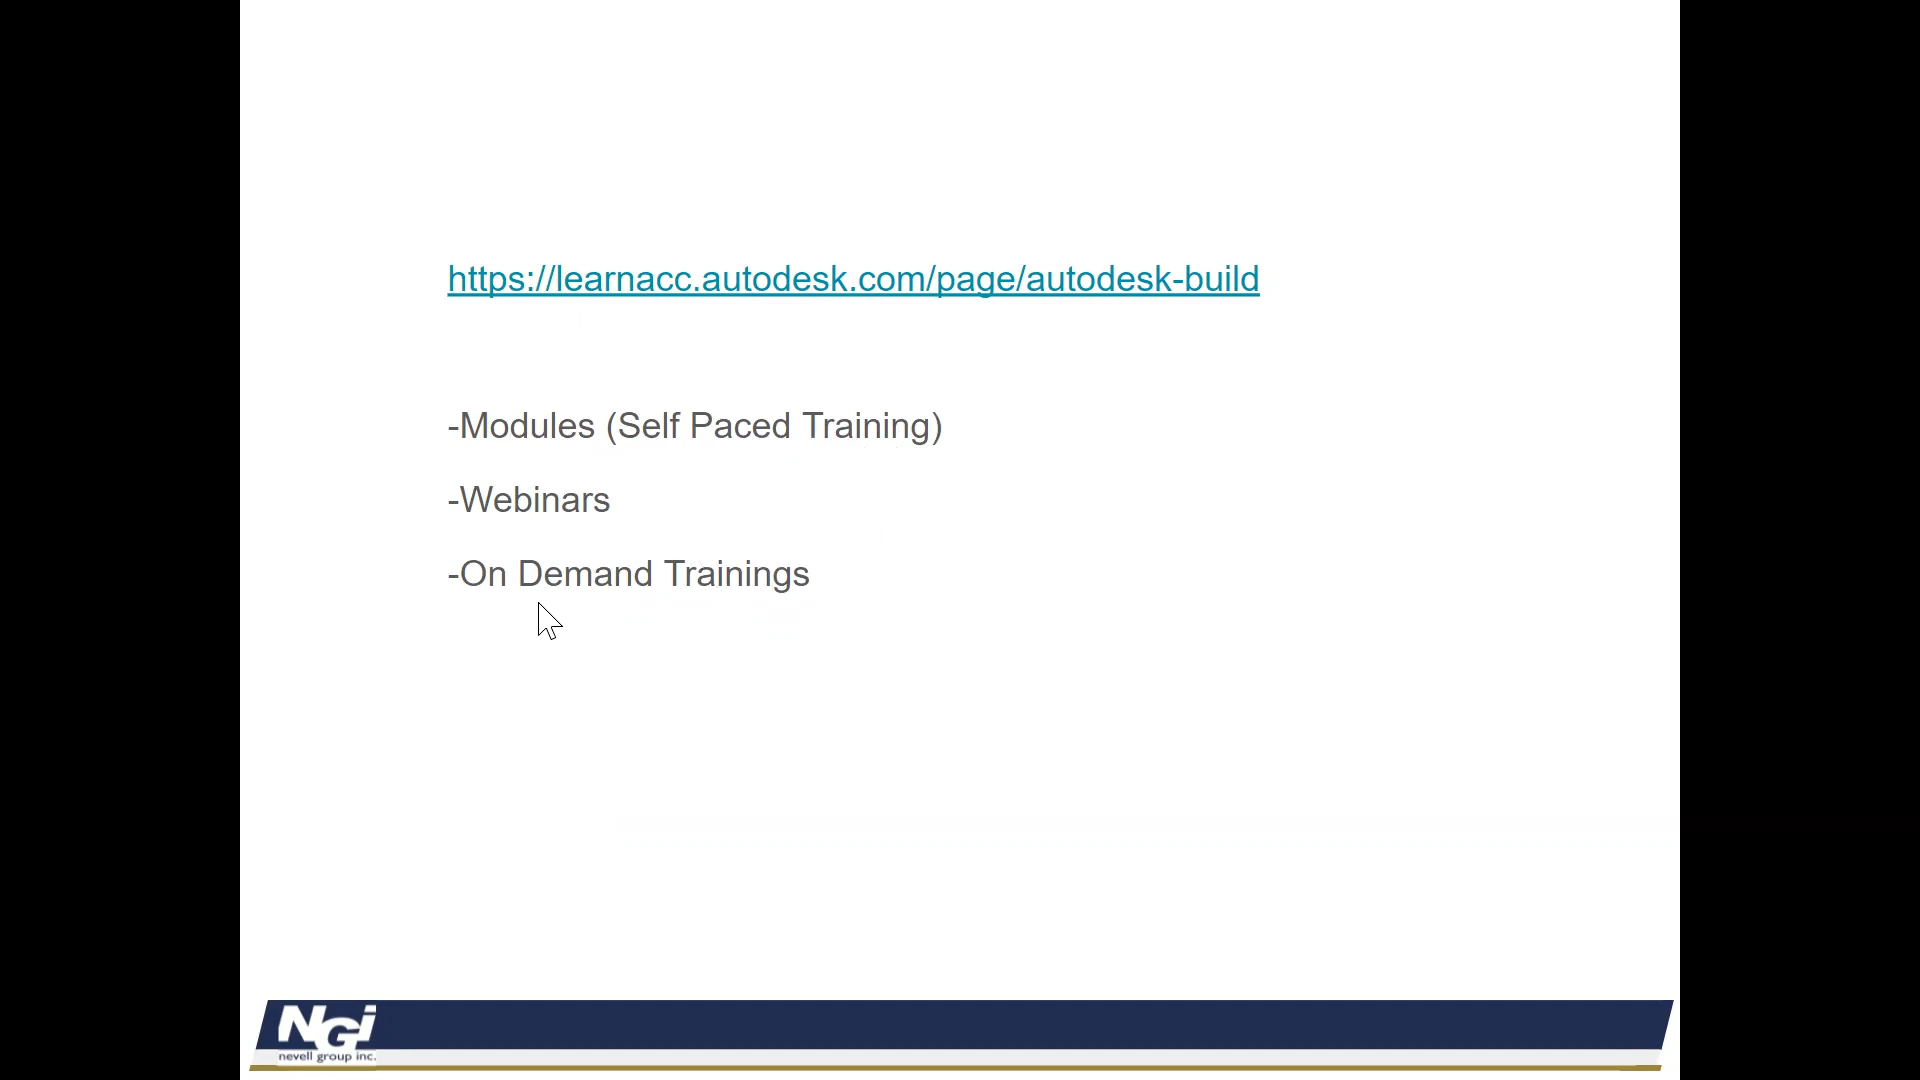 https://learnacc.autodesk.com/page/autodesk-build
-Modules (Self Paced Training)
-Webinars
-On Demand Trainings
NGi
nevell group inc.